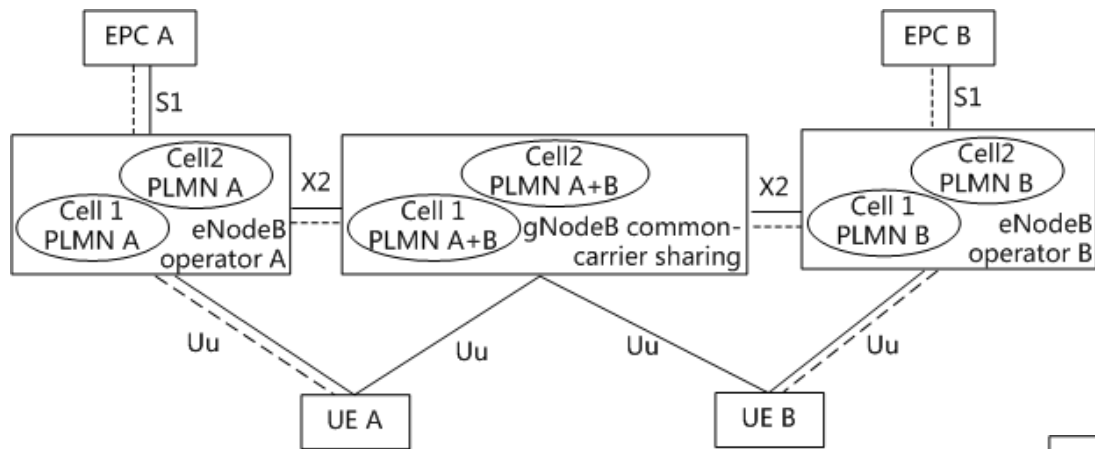 EPC A
EPC B
S1
S1
Cell2
PLMN A
Cell 1
PLMN A
eNodeB
operator A
X2
Cell2
PLMN A+B
Cell 1
PLMN A+B
gNodeB common-
carrier sharing
X2
Cell2
PLMN B
Cell 1
PLMN B
eNodeB
operator B
Uu
Uu
Uu
Uu
UE A
UE B